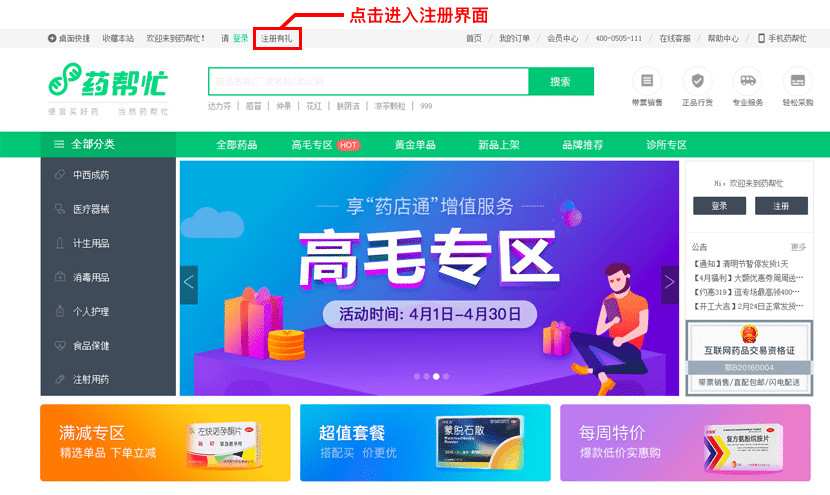 点击进入注册界面
桌面快捷 收藏本站 欢迎来到药帮忙! 请 登录 注册有礼 首页 / 我的订单 / 会员中心 / 400-0505-111 / 在线客服 / 帮助中心 / 手机药帮忙
药帮忙
便宜买好药 当然药帮忙
药品名称/厂家名称/助记码 搜索
达力芬 | 感冒 | 仲景 | 花红 | 肤阴洁 | 凉茶颗粒 | 999
带票销售 正品行货 专业服务 轻松采购
全部分类 全部药品 高毛专区 HOT 黄金单品 新品上架 品牌推荐 诊所专区
中西成药
医疗器械
计生用品
消毒用品
个人护理
食品保健
注射用药
享“药店通”增值服务
高毛专区
活动时间: 4月1日-4月30日
Hi, 欢迎来到药帮忙
登录 注册
公告 更多
【通知】清明节暂停发货1天
【4月福利】大额优惠券周周送···
【约惠319】逛专场最高领400···
【开工大吉】2月24日正常发货···
互联网药品交易资格证
鄂B20160004
带票销售/直配包邮/闪电配送
满减专区
精选单品 下单立减
左炔诺孕酮片
超值套餐
搭配买 价更优
蒙脱石散
每周特价
爆款低价实惠购
复方氨酚烷胺片